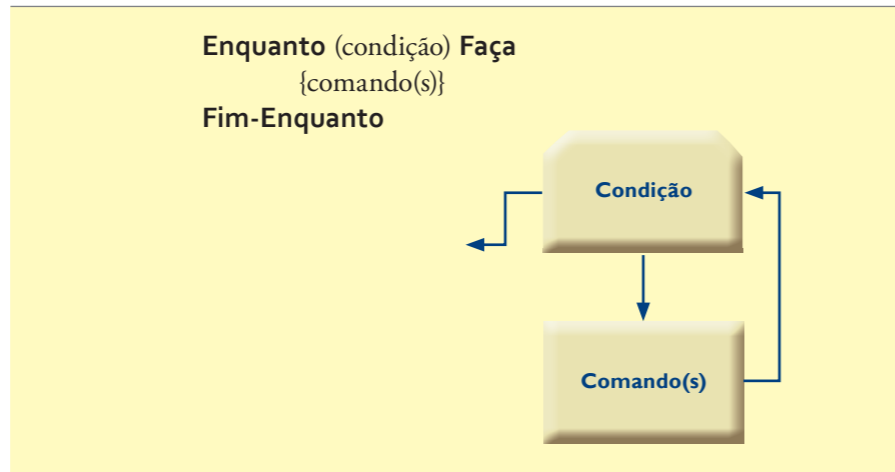 Enquanto (condição) Faça
{comando(s)}
Fim-Enquanto
Condição
Comando(s)